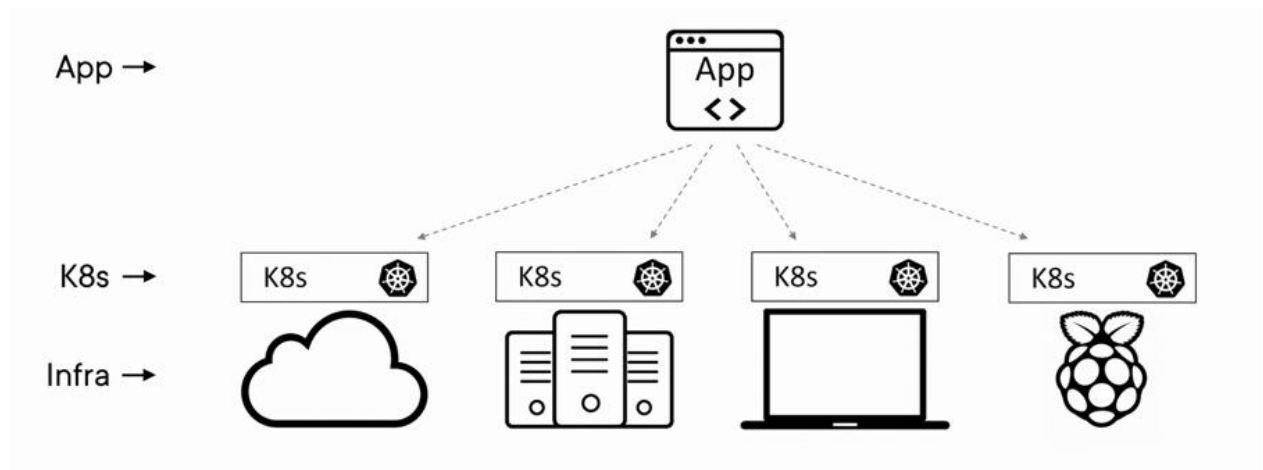 App →
App
< >
K8s →
K8s
K8s
K8s
K8s
Infra →